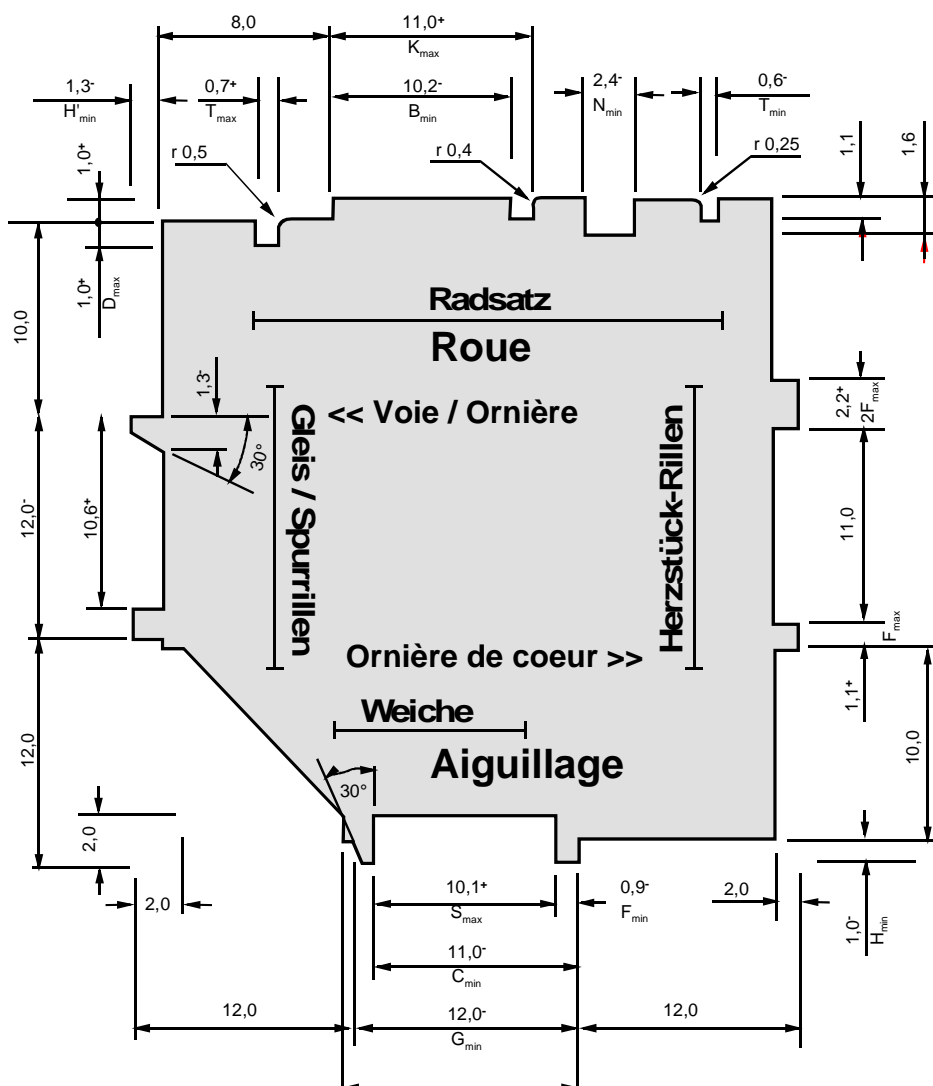 8,0
11,0⁺
Kmax
1,3⁻
H'min
0,7⁺
Tmax
10,2⁻
Bmin
2,4⁻
Nmin
0,6⁻
Tmin
1,0⁺
r 0,5
r 0,4
r 0,25
1,1
1,6
1,0⁺
Dmax
10,0
Radsatz
Roue
1,3⁻
30°
<< Voie / Ornière
Gleis / Spurrillen
Herzstück-Rillen
2,2⁺
2Fmax
12,0⁻
10,6⁺
11,0
Fmax
Ornière de coeur >>
1,1⁺
Weiche
Aiguillage
12,0
10,0
30°
2,0
2,0
10,1⁺
Smax
0,9⁻
Fmin
2,0
1,0⁻
Hmin
11,0⁻
Cmin
12,0
12,0⁻
Gmin
12,0